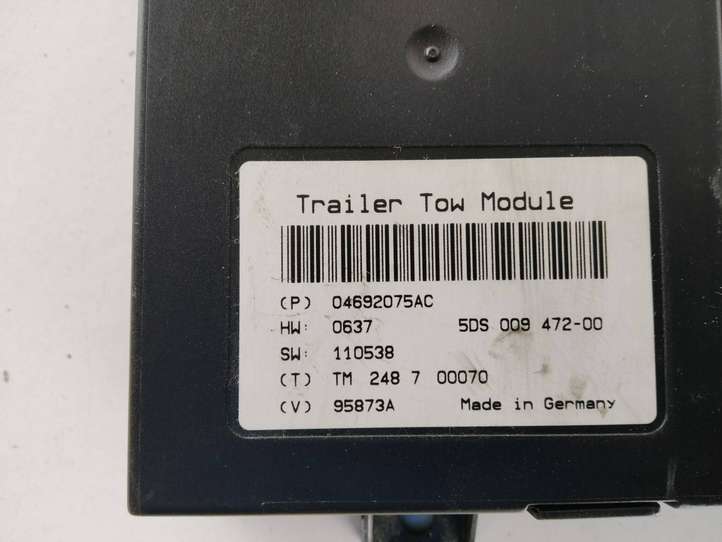 Trailer Tow Module
(P) 04692075AC
HW: 0637 5DS 009 472-00
SW: 110538
(T) TM 248 7 00070
(V) 95873A Made in Germany